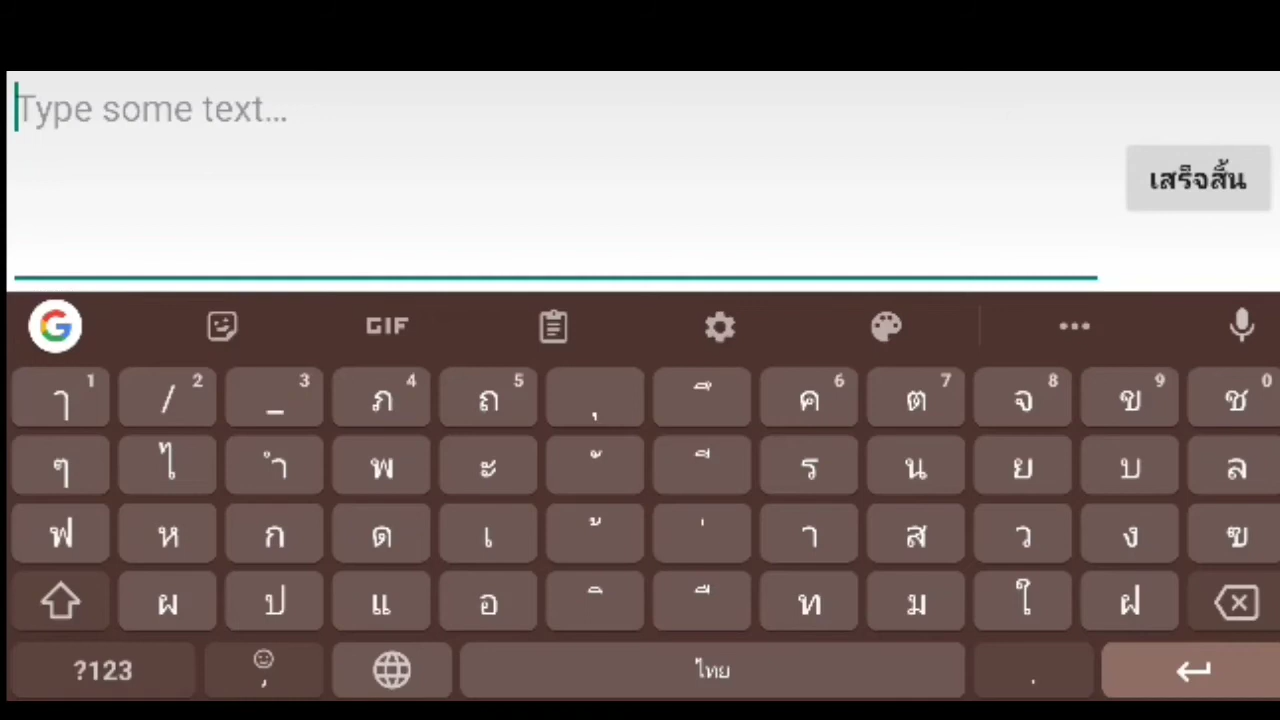 Type some text...
เสร็จสิ้น
G GIF
ๅ 1 / 2 _ 3 ภ 4 ถ 5 ุ ึ ค 6 ต 7 จ 8 ข 9 ช 0
ๆ ไ ำ พ ะ ั ี ร น ย บ ล
ฟ ห ก ด เ ้ ่ า ส ว ง ฃ
ผ ป แ อ ิ ื ท ม ใ ฝ
?123 , ไทย .